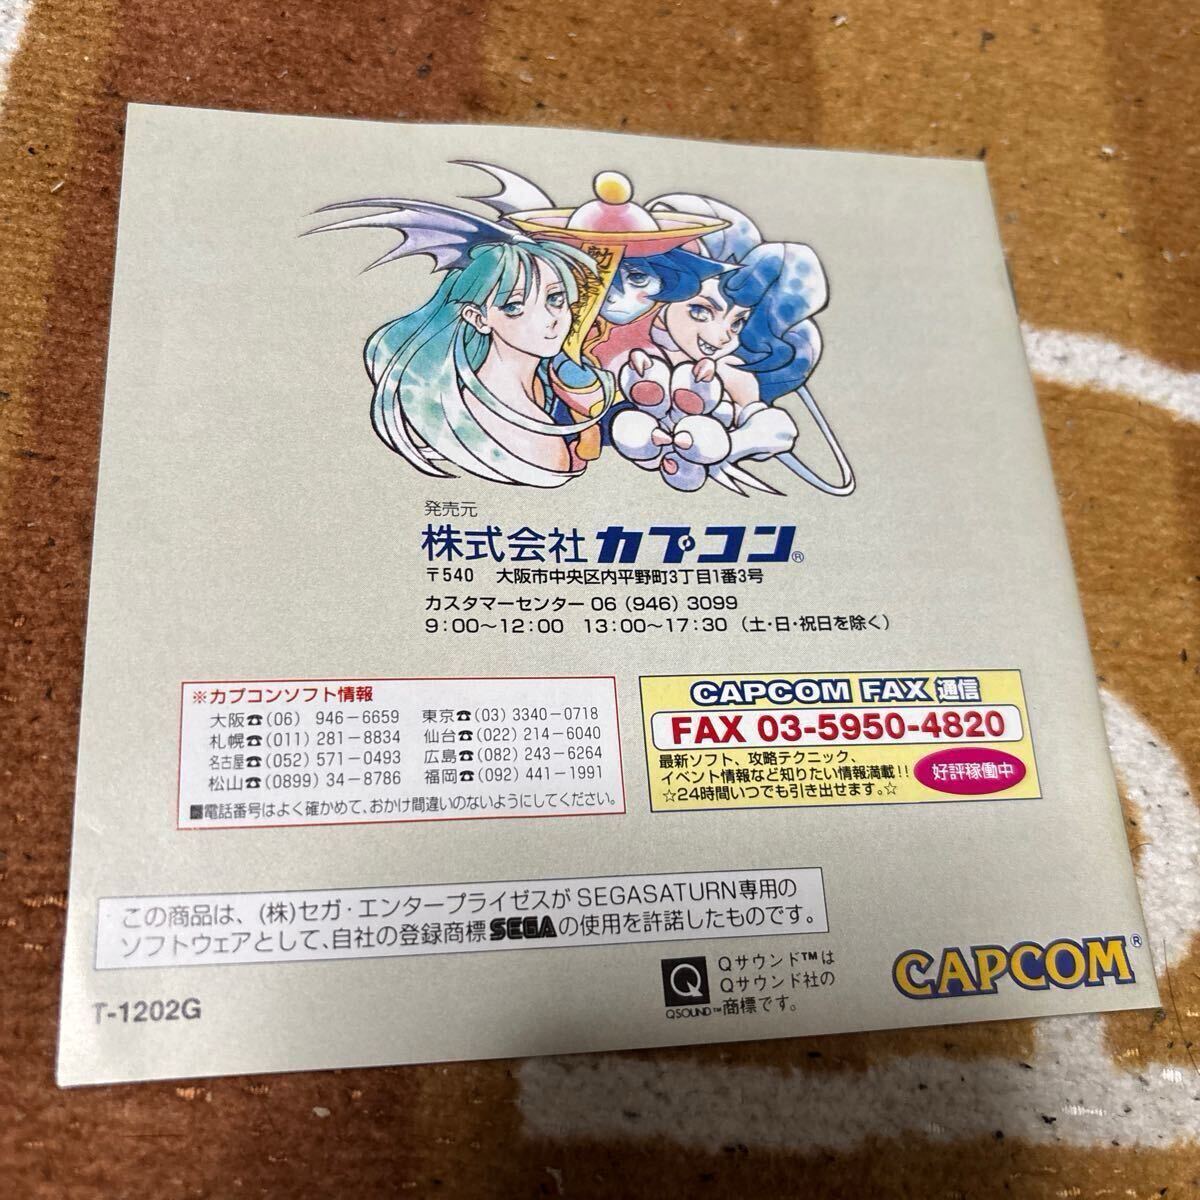 発売元
株式会社カプコン®
〒540 大阪市中央区内平野町3丁目1番3号
カスタマーセンター 06 (946) 3099
9:00〜12:00 13:00〜17:30 (土・日・祝日を除く)
※カプコンソフト情報
大阪☎(06) 946-6659 東京☎(03) 3340-0718
札幌☎(011) 281-8834 仙台☎(022) 214-6040
名古屋☎(052) 571-0493 広島☎(082) 243-6264
松山☎(0899) 34-8786 福岡☎(092) 441-1991
■電話番号はよく確かめて、おかけ間違いのないようにしてください。
CAPCOM FAX 通信
FAX 03-5950-4820
最新ソフト、攻略テクニック、
イベント情報など知りたい情報満載!!
☆24時間いつでも引き出せます。☆
好評稼働中
この商品は、(株)セガ・エンタープライゼスがSEGASATURN専用の
ソフトウェアとして、自社の登録商標SEGAの使用を許諾したものです。
T-1202G
Q
QSOUND™
Qサウンド™は
Qサウンド社の
商標です。
CAPCOM®